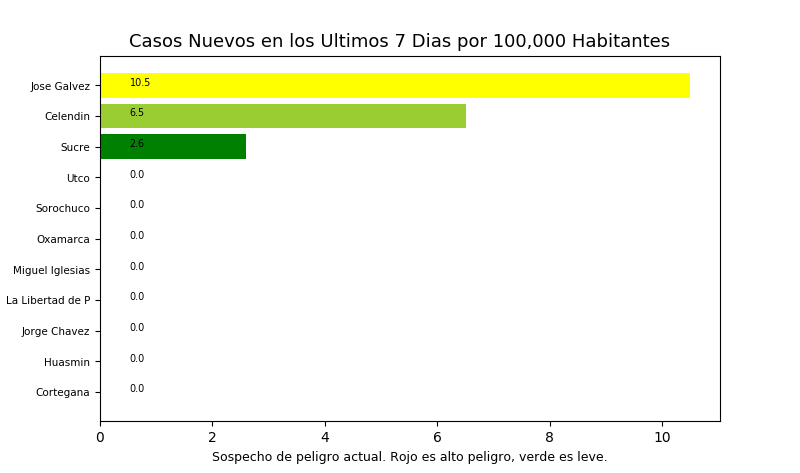 Casos Nuevos en los Ultimos 7 Dias por 100,000 Habitantes
Jose Galvez 10.5
Celendin 6.5
Sucre 2.6
Utco 0.0
Sorochuco 0.0
Oxamarca 0.0
Miguel Iglesias 0.0
La Libertad de P 0.0
Jorge Chavez 0.0
Huasmin 0.0
Cortegana 0.0
0 2 4 6 8 10
Sospecho de peligro actual. Rojo es alto peligro, verde es leve.